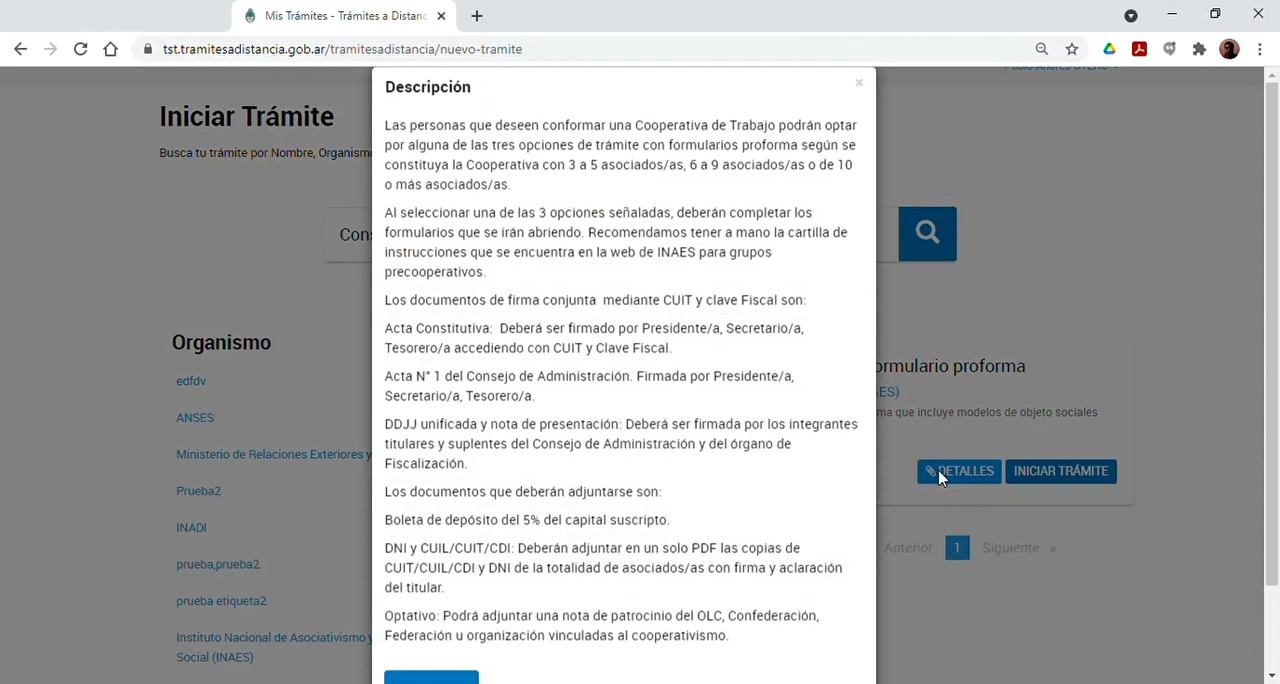 Mis Trámites - Trámites a Distanc
tst.tramitesadistancia.gob.ar/tramitesadistancia/nuevo-tramite
Iniciar Trámite
Busca tu trámite por Nombre, Organismo
Cons
Organismo
edfdv
ANSES
Ministerio de Relaciones Exteriores y
Prueba2
INADI
prueba,prueba2
prueba etiqueta2
Instituto Nacional de Asociativismo y
Social (INAES)
Descripción
×
Las personas que deseen conformar una Cooperativa de Trabajo podrán optar
por alguna de las tres opciones de trámite con formularios proforma según se
constituya la Cooperativa con 3 a 5 asociados/as, 6 a 9 asociados/as o de 10
o más asociados/as.
Al seleccionar una de las 3 opciones señaladas, deberán completar los
formularios que se irán abriendo. Recomendamos tener a mano la cartilla de
instrucciones que se encuentra en la web de INAES para grupos
precooperativos.
Los documentos de firma conjunta mediante CUIT y clave Fiscal son:
Acta Constitutiva: Deberá ser firmado por Presidente/a, Secretario/a,
Tesorero/a accediendo con CUIT y Clave Fiscal.
Acta N° 1 del Consejo de Administración. Firmada por Presidente/a,
Secretario/a, Tesorero/a.
DDJJ unificada y nota de presentación: Deberá ser firmada por los integrantes
titulares y suplentes del Consejo de Administración y del órgano de
Fiscalización.
Los documentos que deberán adjuntarse son:
Boleta de depósito del 5% del capital suscripto.
DNI y CUIL/CUIT/CDI: Deberán adjuntar en un solo PDF las copias de
CUIT/CUIL/CDI y DNI de la totalidad de asociados/as con firma y aclaración
del titular.
Optativo: Podrá adjuntar una nota de patrocinio del OLC, Confederación,
Federación u organización vinculadas al cooperativismo.
ormulario proforma
ES)
ma que incluye modelos de objeto sociales
DETALLES INICIAR TRÁMITE
Anterior 1 Siguiente »